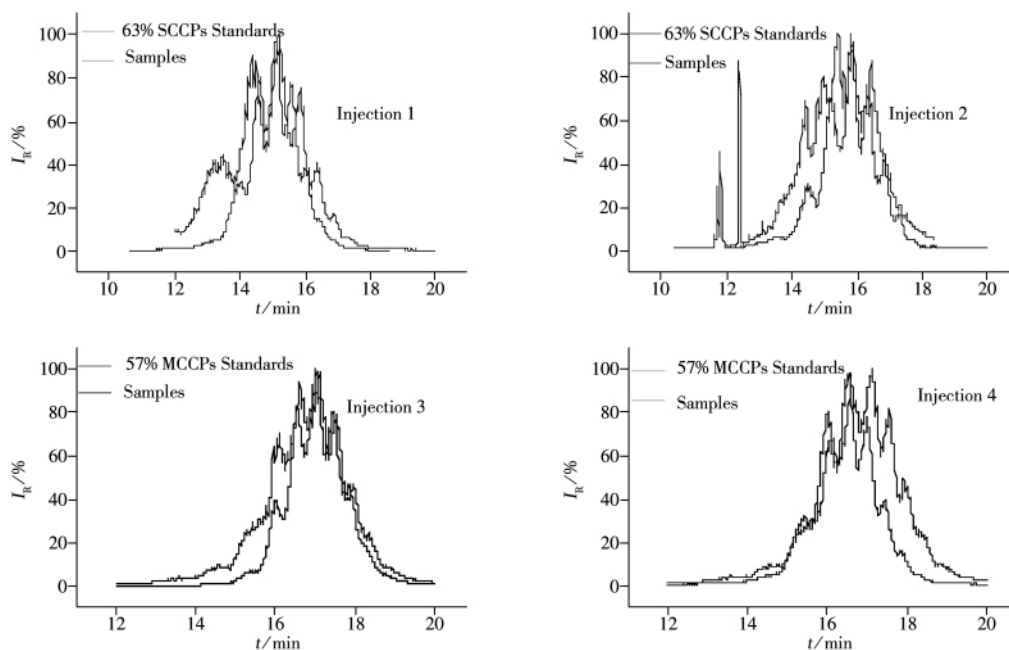 63% SCCPs Standards
Samples
Injection 1
I_R/%
100
80
60
40
20
0
10 12 14 16 18 20
t/min
63% SCCPs Standards
Samples
Injection 2
I_R/%
100
80
60
40
20
0
10 12 14 16 18 20
t/min
57% MCCPs Standards
Samples
Injection 3
I_R/%
100
80
60
40
20
0
12 14 16 18 20
t/min
57% MCCPs Standards
Samples
Injection 4
I_R/%
100
80
60
40
20
0
12 14 16 18 20
t/min